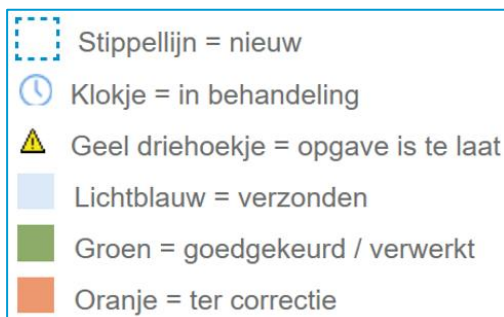 Stippellijn = nieuw
Klokje = in behandeling
Geel driehoekje = opgave is te laat
Lichtblauw = verzonden
Groen = goedgekeurd / verwerkt
Oranje = ter correctie